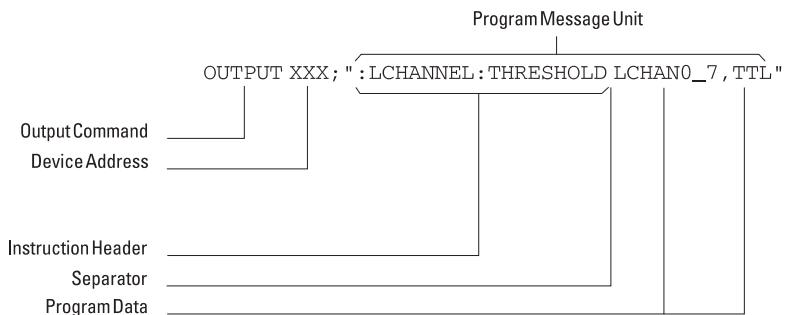 Program Message Unit
OUTPUT XXX;":LCHANNEL:THRESHOLD LCHAN0_7,TTL"
Output Command
Device Address
Instruction Header
Separator
Program Data